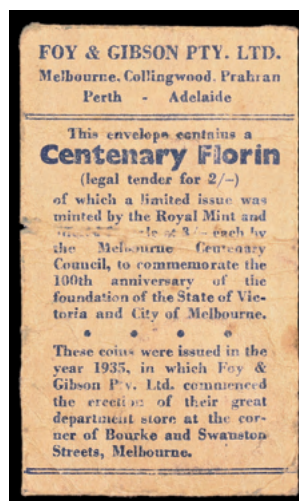 FOY & GIBSON PTY. LTD.
Melbourne, Collingwood, Prahran
Perth - Adelaide
This envelope contains a
Centenary Florin
(legal tender for 2/-)
of which a limited issue was
minted by the Royal Mint and
at 3/- each by
the Melbourne Centenary
Council, to commemorate the
100th anniversary of the
foundation of the State of Vic-
toria and City of Melbourne.
• • • •
These coins were issued in the
year 1935, in which Foy &
Gibson Pty. Ltd. commenced
the erection of their great
department store at the cor-
ner of Bourke and Swanston
Streets, Melbourne.